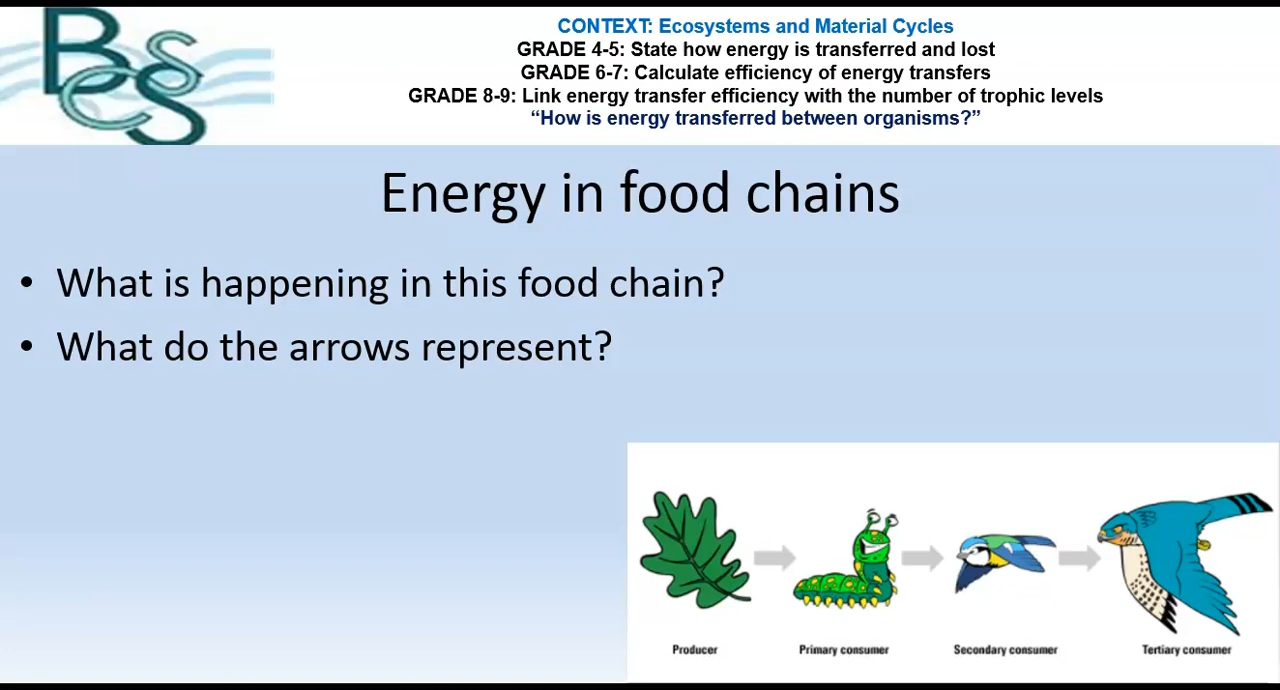 BCSCS
CONTEXT: Ecosystems and Material Cycles
GRADE 4-5: State how energy is transferred and lost
GRADE 6-7: Calculate efficiency of energy transfers
GRADE 8-9: Link energy transfer efficiency with the number of trophic levels
“How is energy transferred between organisms?”
Energy in food chains
• What is happening in this food chain?
• What do the arrows represent?
Producer Primary consumer Secondary consumer Tertiary consumer